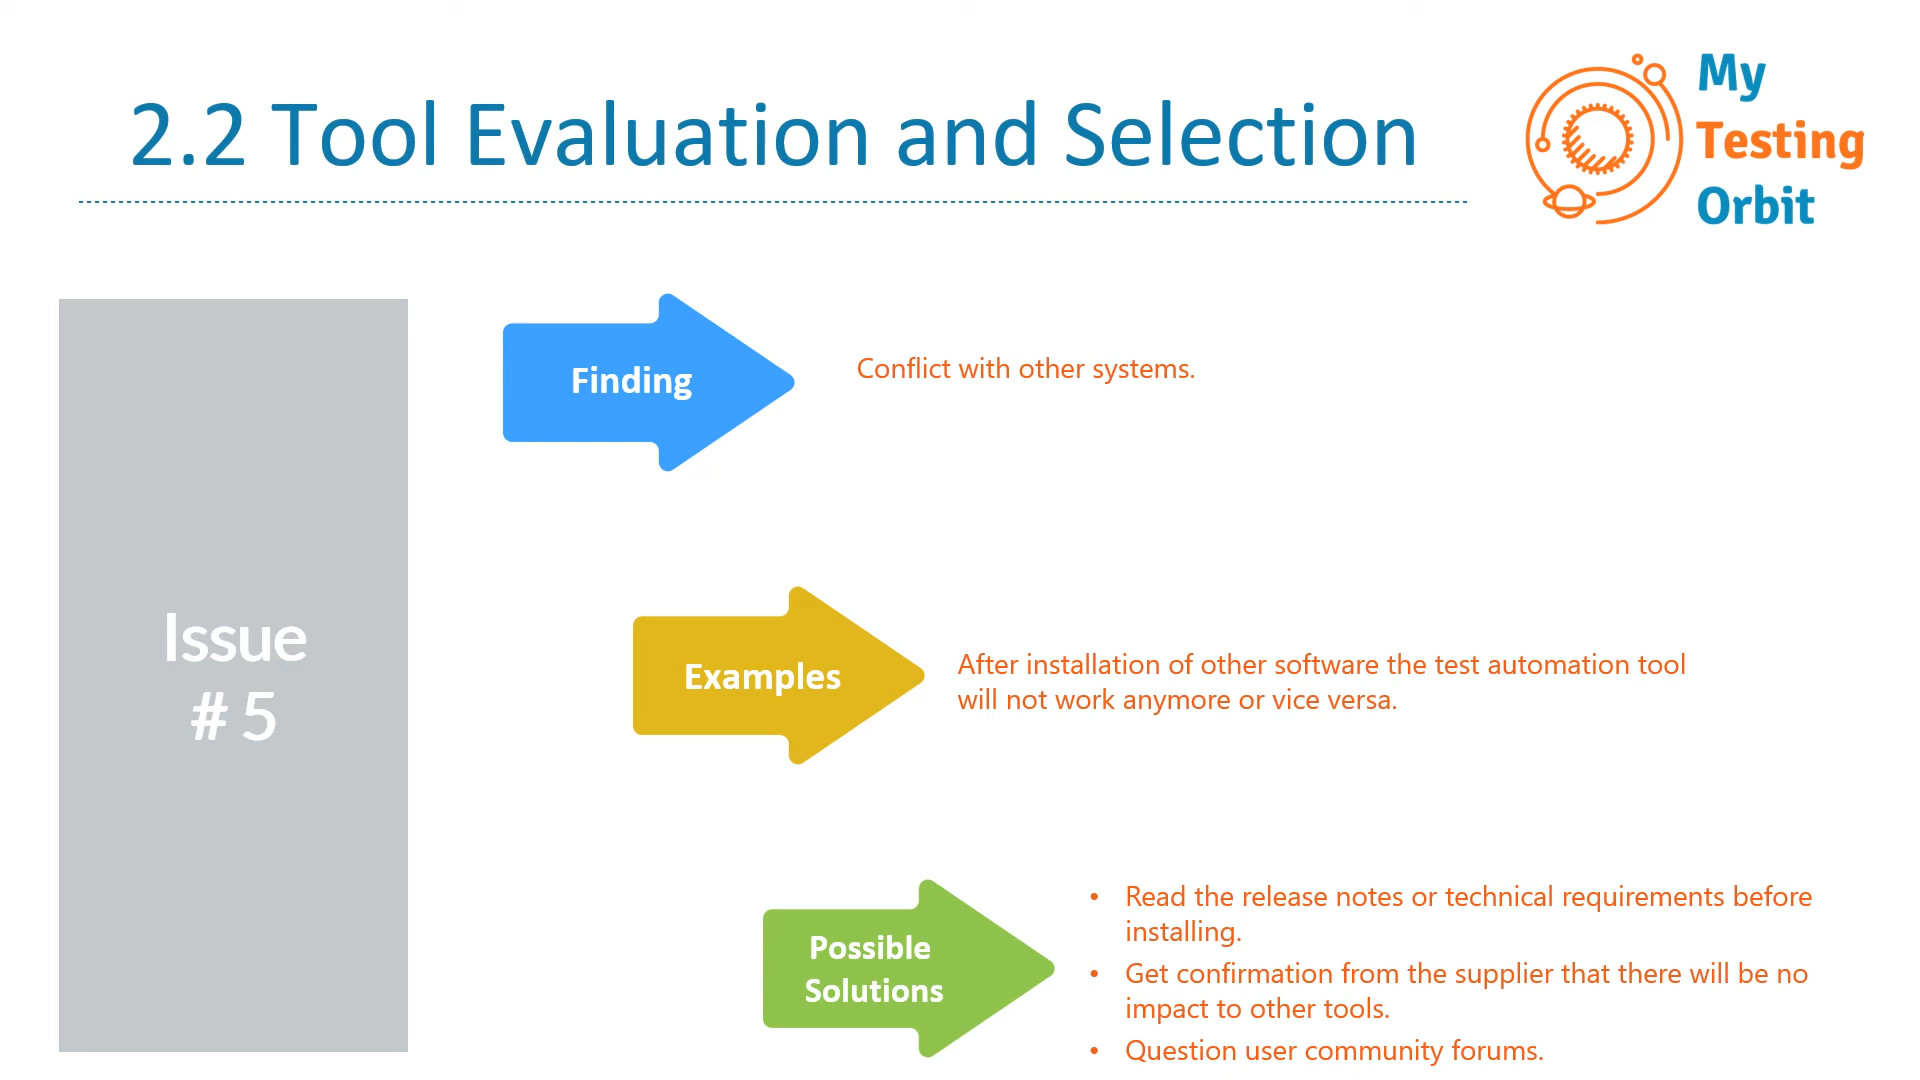 2.2 Tool Evaluation and Selection
My
Testing
Orbit
Issue
# 5
Finding
Conflict with other systems.
Examples
After installation of other software the test automation tool
will not work anymore or vice versa.
Possible
Solutions
• Read the release notes or technical requirements before
installing.
• Get confirmation from the supplier that there will be no
impact to other tools.
• Question user community forums.